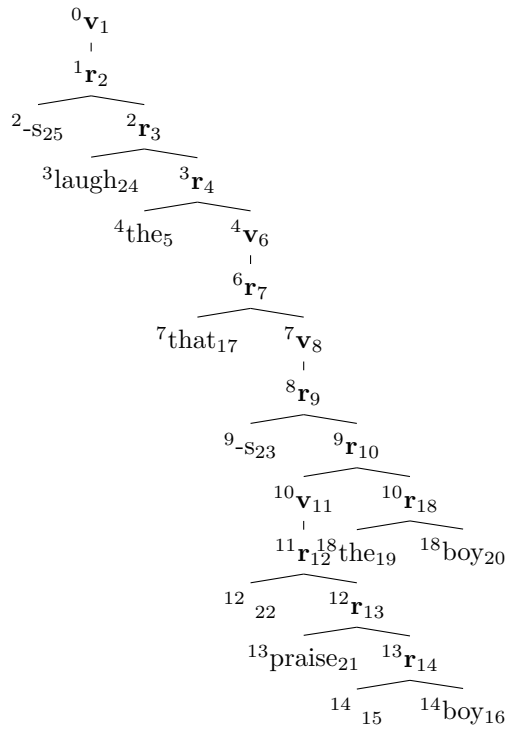 ⁰v₁
¹r₂
²-s₂₅ ²r₃
³laugh₂₄ ³r₄
⁴the₅ ⁴v₆
⁶r₇
⁷that₁₇ ⁷v₈
⁸r₉
⁹-s₂₃ ⁹r₁₀
¹⁰v₁₁ ¹⁰r₁₈
¹¹r₁₂ ¹⁸the₁₉ ¹⁸boy₂₀
¹² ₂₂ ¹²r₁₃
¹³praise₂₁ ¹³r₁₄
¹⁴ ₁₅ ¹⁴boy₁₆